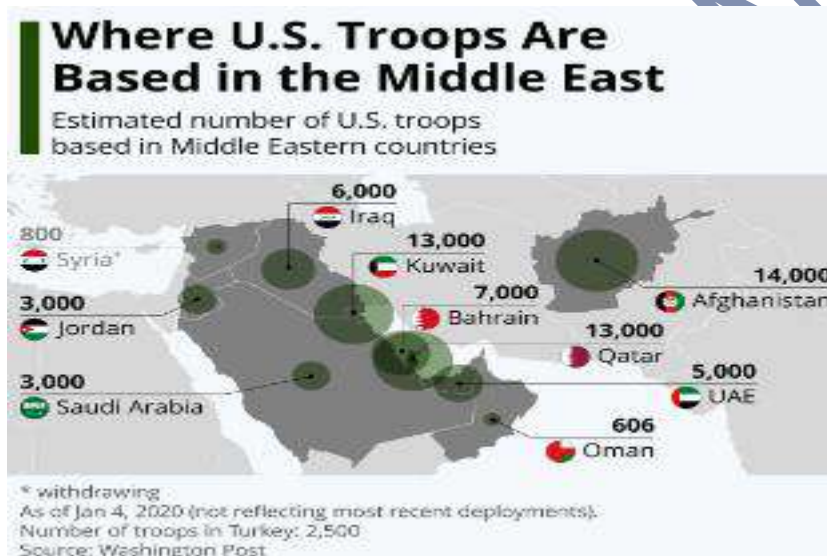 Where U.S. Troops Are
Based in the Middle East
Estimated number of U.S. troops
based in Middle Eastern countries
6,000
Iraq
800
Syria*
13,000
Kuwait
14,000
Afghanistan
3,000
Jordan
7,000
Bahrain
13,000
Qatar
3,000
Saudi Arabia
5,000
UAE
606
Oman
* withdrawing
As of Jan 4, 2020 (not reflecting most recent deployments).
Number of troops in Turkey: 2,500
Source: Washington Post